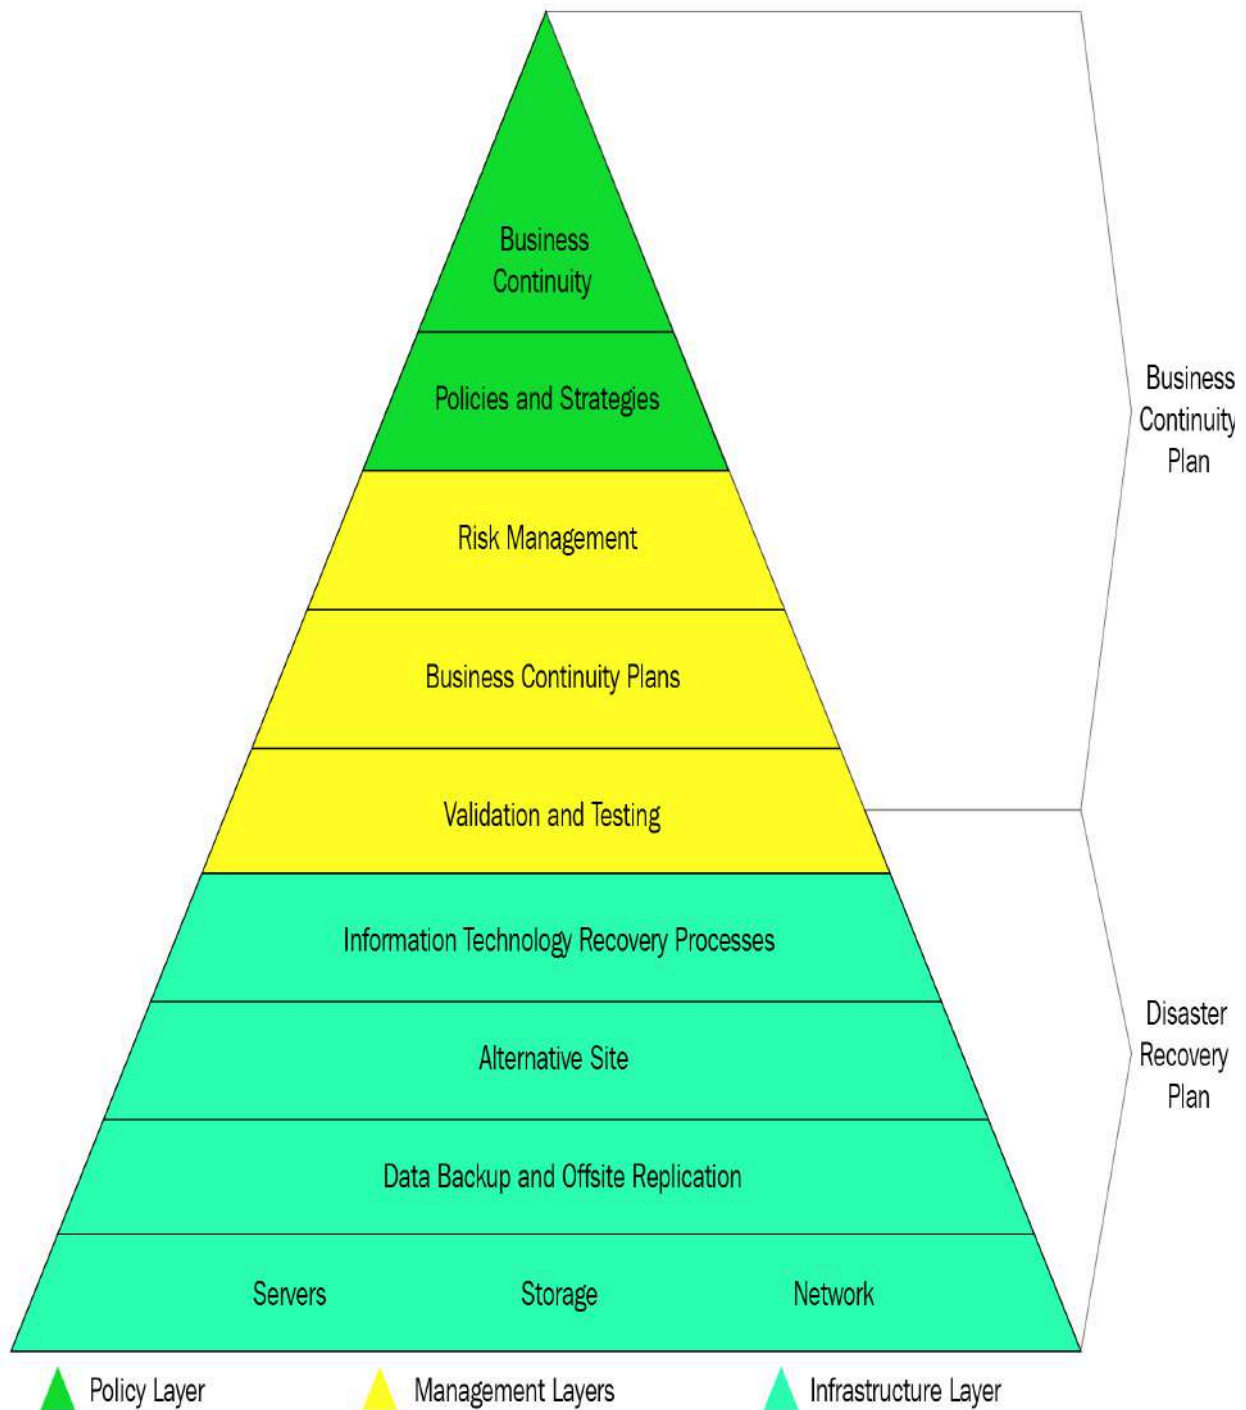 Business
Continuity
Policies and Strategies
Business
Continuity
Plan
Risk Management
Business Continuity Plans
Validation and Testing
Information Technology Recovery Processes
Alternative Site
Disaster
Recovery
Plan
Data Backup and Offsite Replication
Servers Storage Network
Policy Layer Management Layers Infrastructure Layer